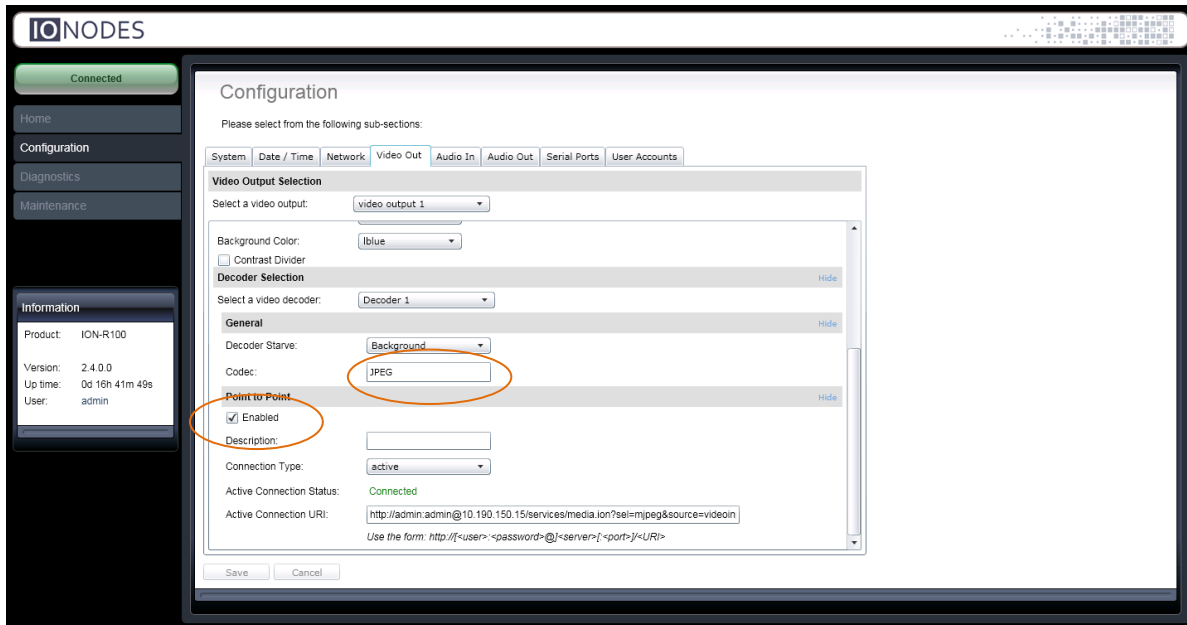 IONODES
Connected
Home
Configuration
Diagnostics
Maintenance
Information
Product: ION-R100
Version: 2.4.0.0
Up time: 0d 16h 41m 49s
User: admin
Configuration
Please select from the following sub-sections:
System Date / Time Network Video Out Audio In Audio Out Serial Ports User Accounts
Video Output Selection
Select a video output: video output 1
Background Color: lblue
Contrast Divider
Decoder Selection Hide
Select a video decoder: Decoder 1
General Hide
Decoder Starve: Background
Codec: JPEG
Point to Point Hide
Enabled
Description:
Connection Type: active
Active Connection Status: Connected
Active Connection URI: http://admin:admin@10.190.150.15/services/media.ion?sel=mjpeg&source=videoin
Use the form: http://[<user>:<password>@]<server>[:<port>]/<URI>
Save Cancel